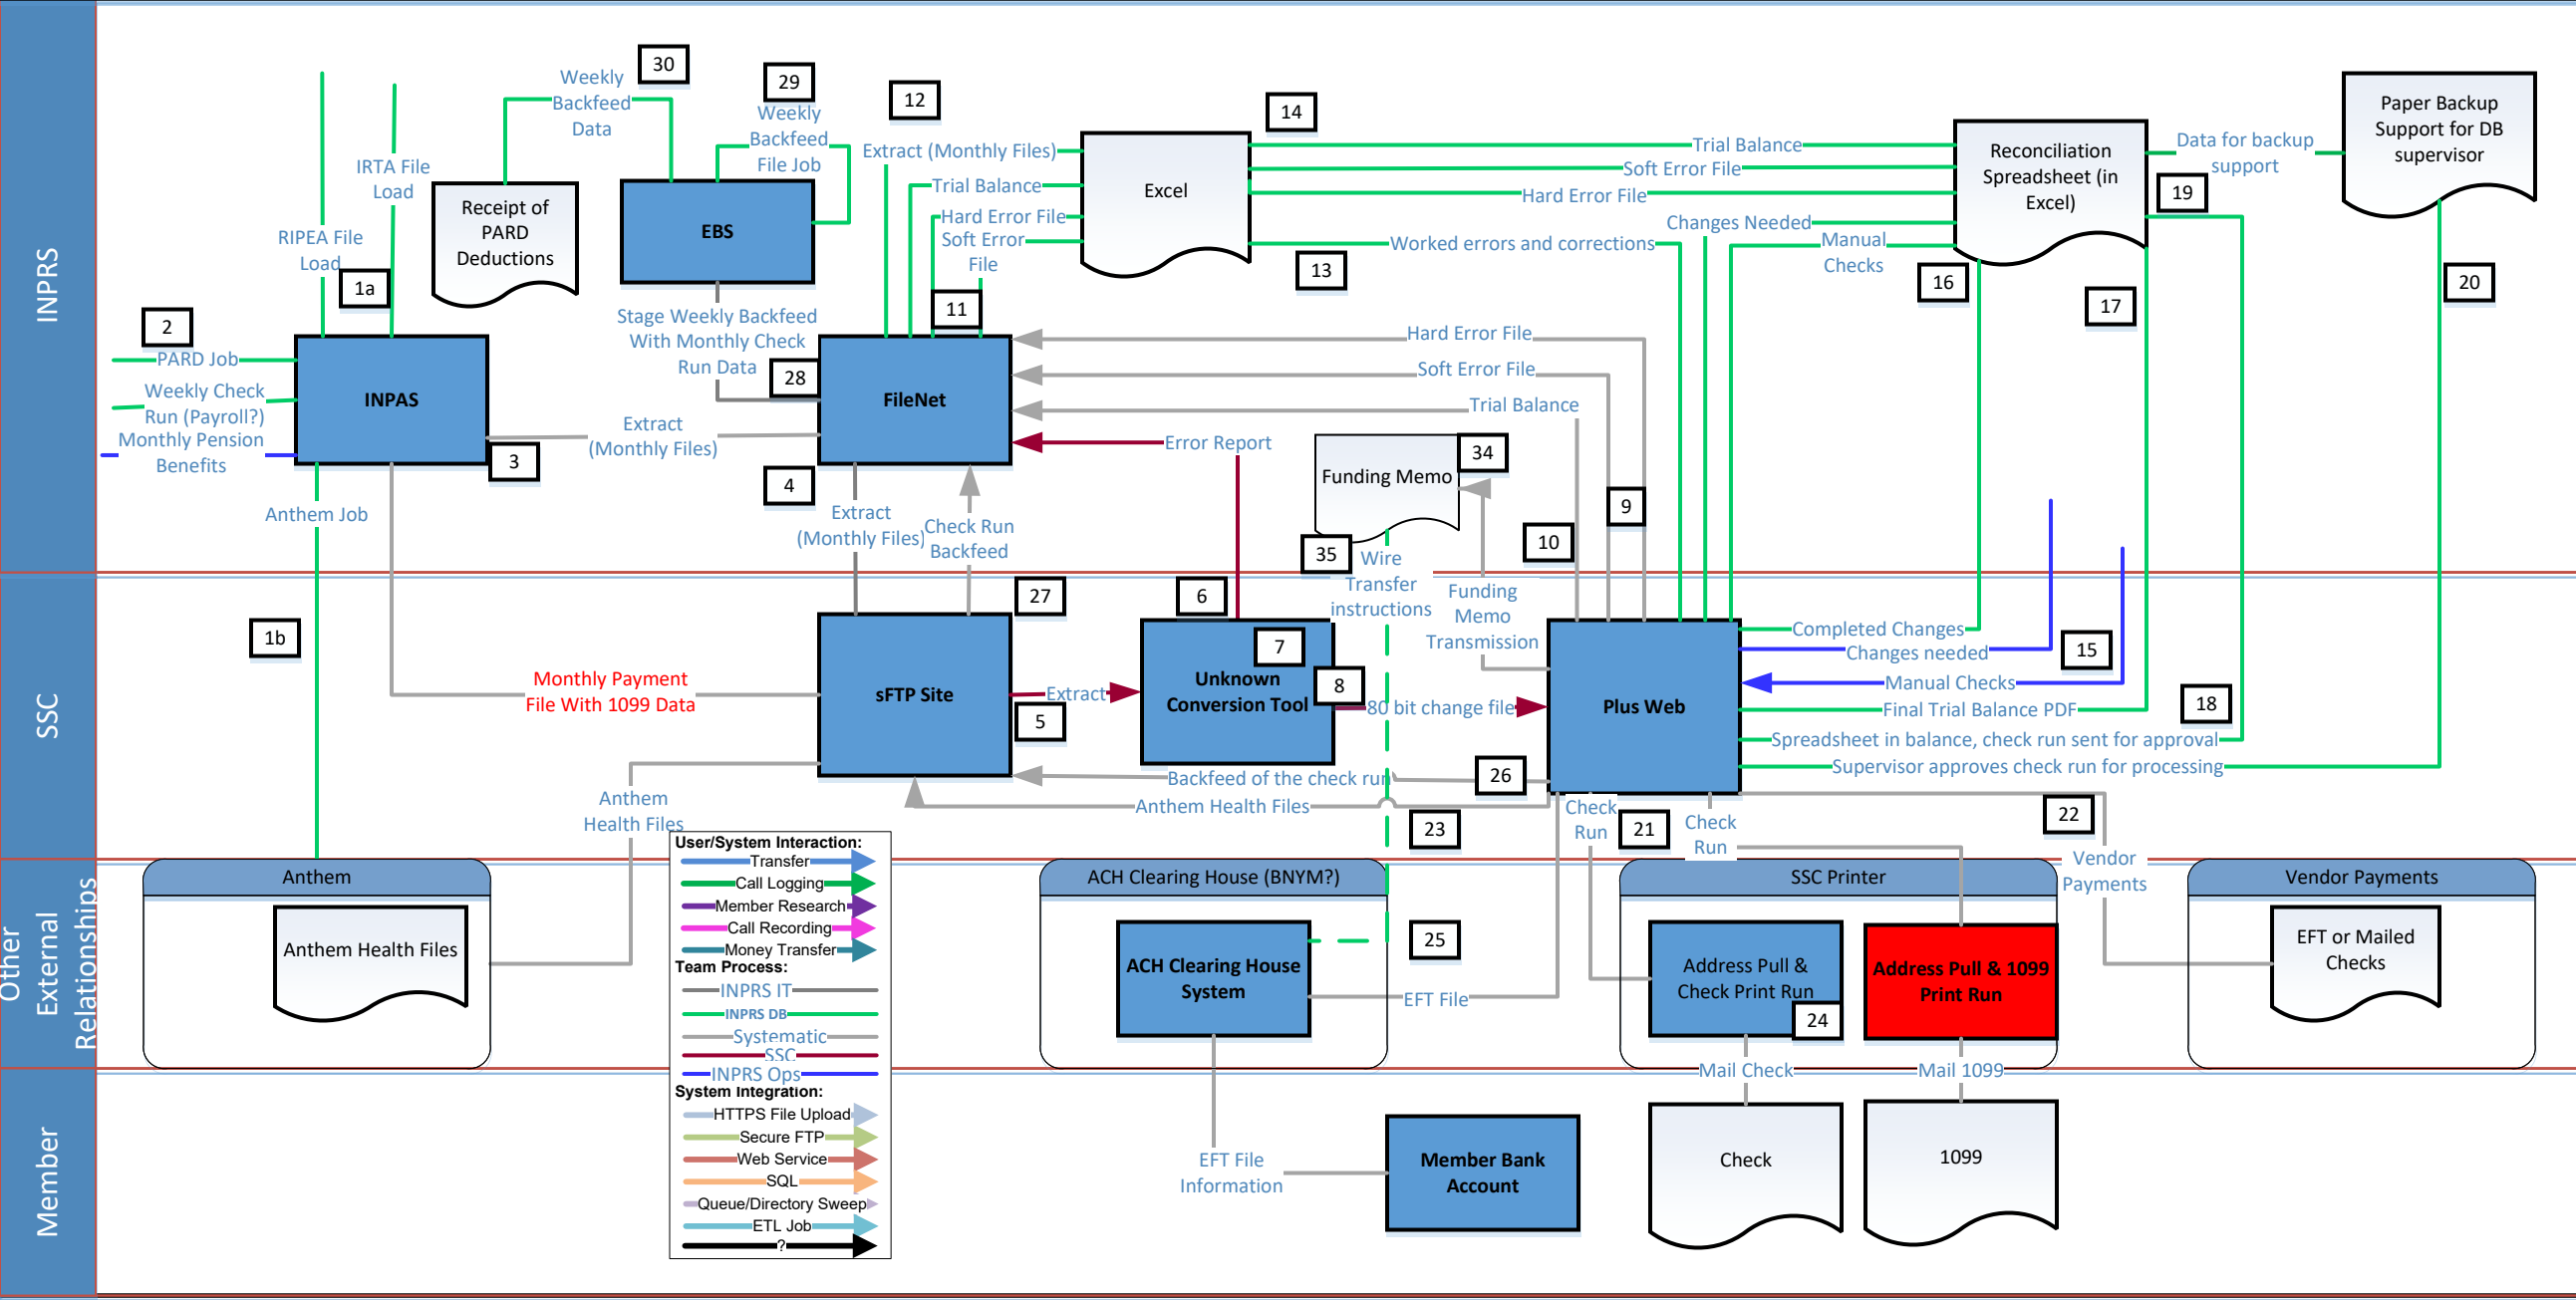 INPRS
SSC
Other
External
Relationships
Member
30
Weekly
Backfeed
Data
29
Weekly
Backfeed
File Job
12
14
IRTA File
Load
RIPEA File
Load
1a
2
PARD Job
Weekly Check
Run (Payroll?)
Monthly Pension
Benefits
INPAS
3
Receipt of
PARD
Deductions
EBS
Stage Weekly Backfeed
With Monthly Check
Run Data
28
Extract
(Monthly Files)
Extract (Monthly Files)
Trial Balance
Hard Error File
Soft Error
File
11
FileNet
4
Extract
(Monthly Files)
Check Run
Backfeed
Excel
13
Trial Balance
Soft Error File
Hard Error File
Changes Needed
Worked errors and corrections
Manual
Checks
Reconciliation
Spreadsheet (in
Excel)
Data for backup
support
Paper Backup
Support for DB
supervisor
16
17
19
20
Hard Error File
Soft Error File
Trial Balance
Error Report
Funding Memo
34
35
Wire
Transfer
instructions
Funding
Memo
Transmission
10
9
Anthem Job
1b
Monthly Payment
File With 1099 Data
sFTP Site
27
5
Extract
6
7
8
Unknown
Conversion Tool
80 bit change file
Plus Web
Completed Changes
Changes needed
15
Manual Checks
Final Trial Balance PDF
18
Spreadsheet in balance, check run sent for approval
Supervisor approves check run for processing
Backfeed of the check run
26
Anthem Health Files
23
Check
Run
21
Check
Run
22
Vendor
Payments
Anthem
Health Files
Anthem
Anthem Health Files
User/System Interaction:
Transfer
Call Logging
Member Research
Call Recording
Money Transfer
Team Process:
INPRS IT
INPRS DB
Systematic
SSC
INPRS Ops
System Integration:
HTTPS File Upload
Secure FTP
Web Service
SQL
Queue/Directory Sweep
ETL Job
?
ACH Clearing House (BNYM?)
ACH Clearing House
System
25
EFT File
SSC Printer
Address Pull &
Check Print Run
24
Address Pull & 1099
Print Run
Vendor Payments
EFT or Mailed
Checks
Mail Check
Mail 1099
EFT File
Information
Member Bank
Account
Check
1099